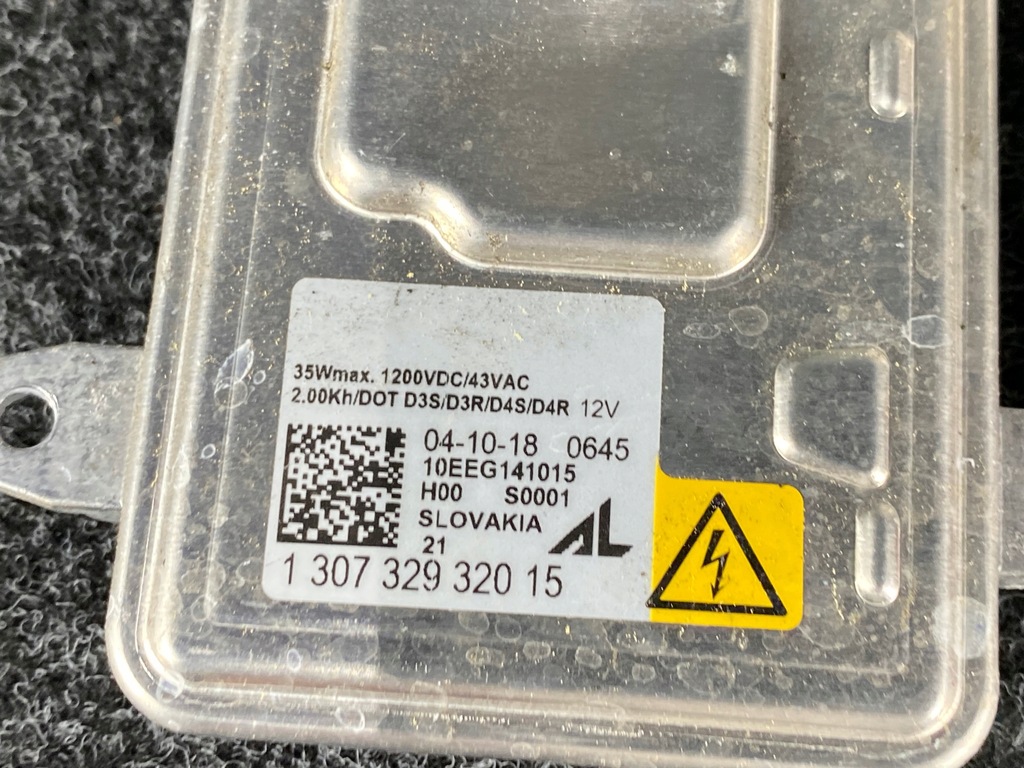 35Wmax. 1200VDC/43VAC
2.00Kh/DOT D3S/D3R/D4S/D4R 12V
04-10-18 0645
10EEG141015
H00 S0001
SLOVAKIA
AL
21
1 307 329 320 15